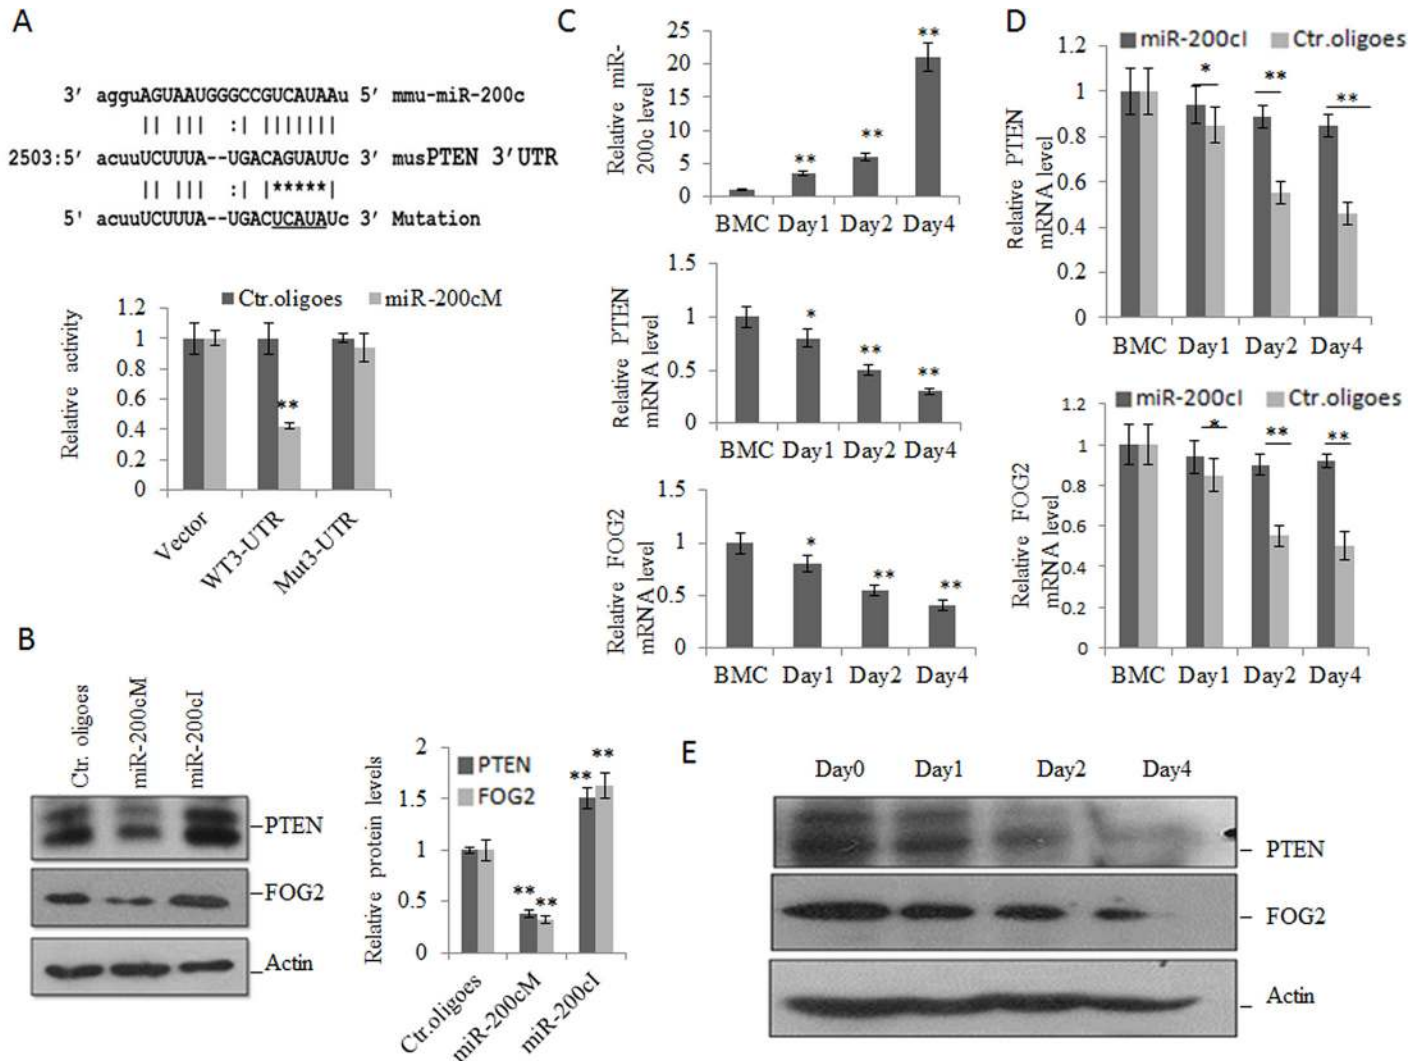 A
3′ agguAGUAAUGGGCCGUCAUAAu 5′ mmu-miR-200c
|| ||| :| |||||||
2503:5′ acuuUCUUUA--UGACAGUAUUc 3′ musPTEN 3′UTR
|| ||| :| |*****|
5' acuuUCUUUA--UGACUCAUAUc 3′ Mutation
Ctr.oligoes miR-200cM
Relative activity
1.2
1
0.8
0.6
0.4
0.2
0
**
Vector WT3-UTR Mut3-UTR
B
Ctr. oligoes miR-200cM miR-200cI
PTEN
FOG2
Actin
Relative protein levels
2
1.5
1
0.5
0
PTEN
FOG2
** ** ** **
Ctr.oligoes miR-200cM miR-200cI
C
Relative miR-
200c level
25
20
15
10
5
0
** ** **
BMC Day1 Day2 Day4
Relative PTEN
mRNA level
1.5
1
0.5
0
* ** **
BMC Day1 Day2 Day4
Relative FOG2
mRNA level
1.5
1
0.5
0
* ** **
BMC Day1 Day2 Day4
D
miR-200cI Ctr.oligoes
Relative PTEN
mRNA level
1.2
1
0.8
0.6
0.4
0.2
0
* ** **
BMC Day1 Day2 Day4
miR-200cI Ctr.oligoes
Relative FOG2
mRNA level
1.2
1
0.8
0.6
0.4
0.2
0
* ** **
BMC Day1 Day2 Day4
E
Day0 Day1 Day2 Day4
PTEN
FOG2
Actin